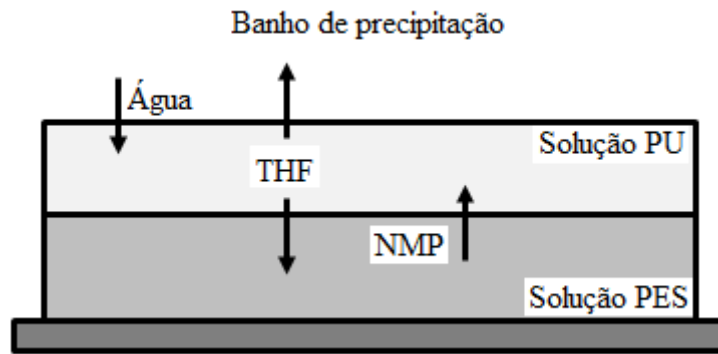 Banho de precipitação
Água
Solução PU
THF
NMP
Solução PES